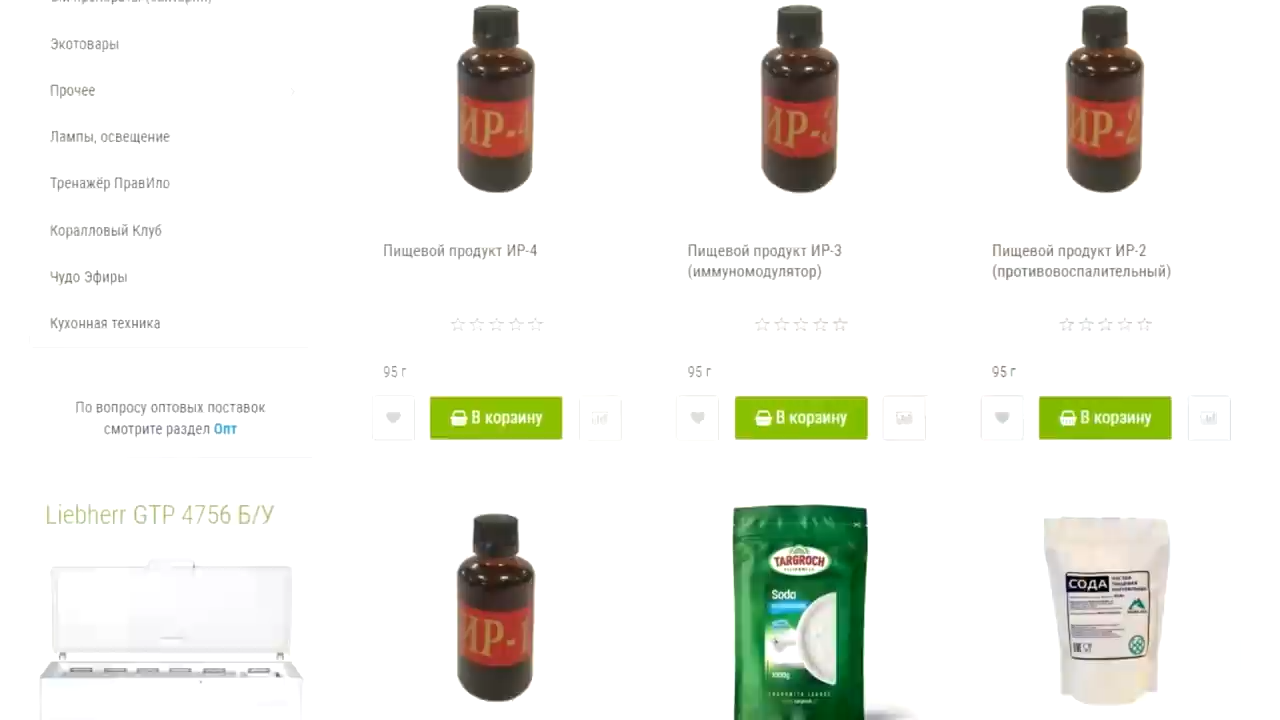 Экотовары
Прочее
Лампы, освещение
Тренажёр ПравИло
Коралловый Клуб
Чудо Эфиры
Кухонная техника
По вопросу оптовых поставок
смотрите раздел Опт
Liebherr GTP 4756 Б/У
ИР-4
ИР-3
ИР-2
Пищевой продукт ИР-4
Пищевой продукт ИР-3
(иммуномодулятор)
Пищевой продукт ИР-2
(противовоспалительный)
95 г
95 г
95 г
В корзину
В корзину
В корзину
ИР-1
TARGROCH
Soda
1000g
СОДА